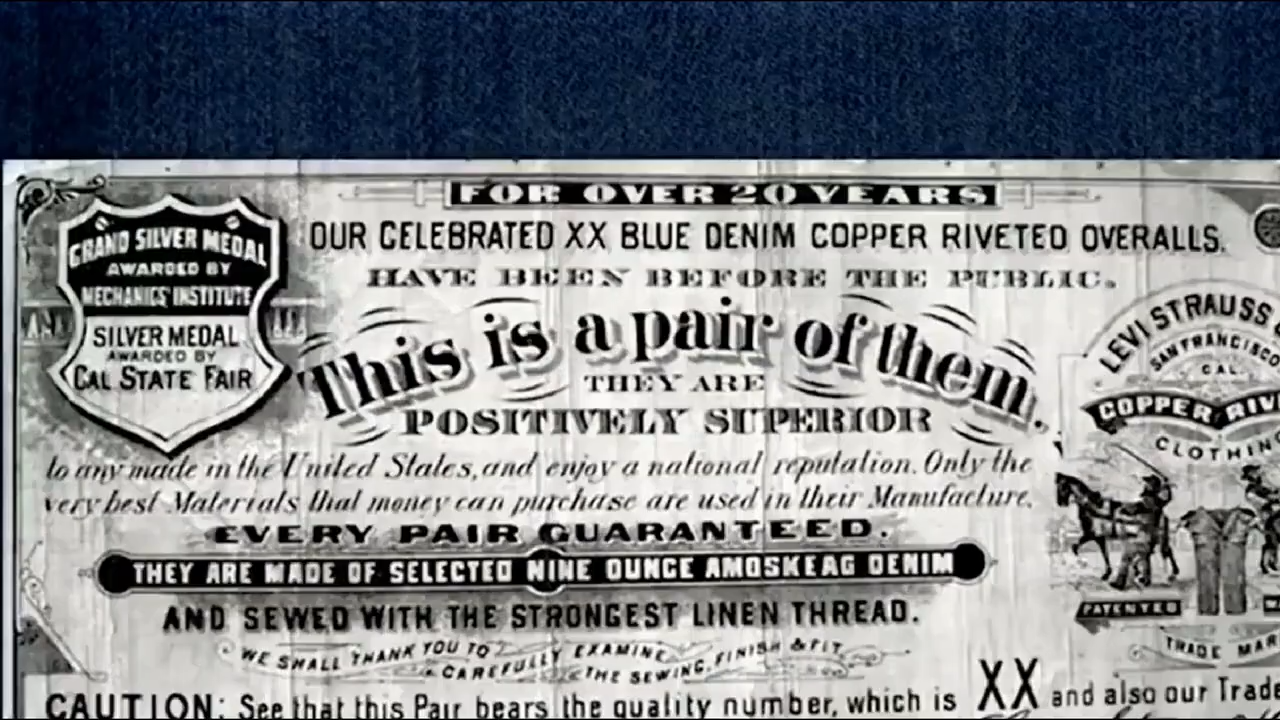 FOR OVER 20 YEARS
OUR CELEBRATED XX BLUE DENIM COPPER RIVETED OVERALLS.
HAVE BEEN BEFORE THE PUBLIC.
This is a pair of them.
THEY ARE
POSITIVELY SUPERIOR
to any made in the United States, and enjoy a national reputation. Only the
very best Materials that money can purchase are used in their Manufacture.
EVERY PAIR GUARANTEED.
THEY ARE MADE OF SELECTED NINE OUNCE AMOSKEAG DENIM
AND SEWED WITH THE STRONGEST LINEN THREAD.
WE SHALL THANK YOU TO
CAREFULLY EXAMINE
THE SEWING, FINISH & FIT
CAUTION: See that this Pair bears the quality number, which is XX and also our Trade
GRAND SILVER MEDAL
AWARDED BY
MECHANICS' INSTITUTE
SILVER MEDAL
AWARDED BY
CAL STATE FAIR
LEVI STRAUSS
SAN FRANCISCO
CAL.
COPPER RIV
CLOTHIN
PATENTED
TRADE MAR